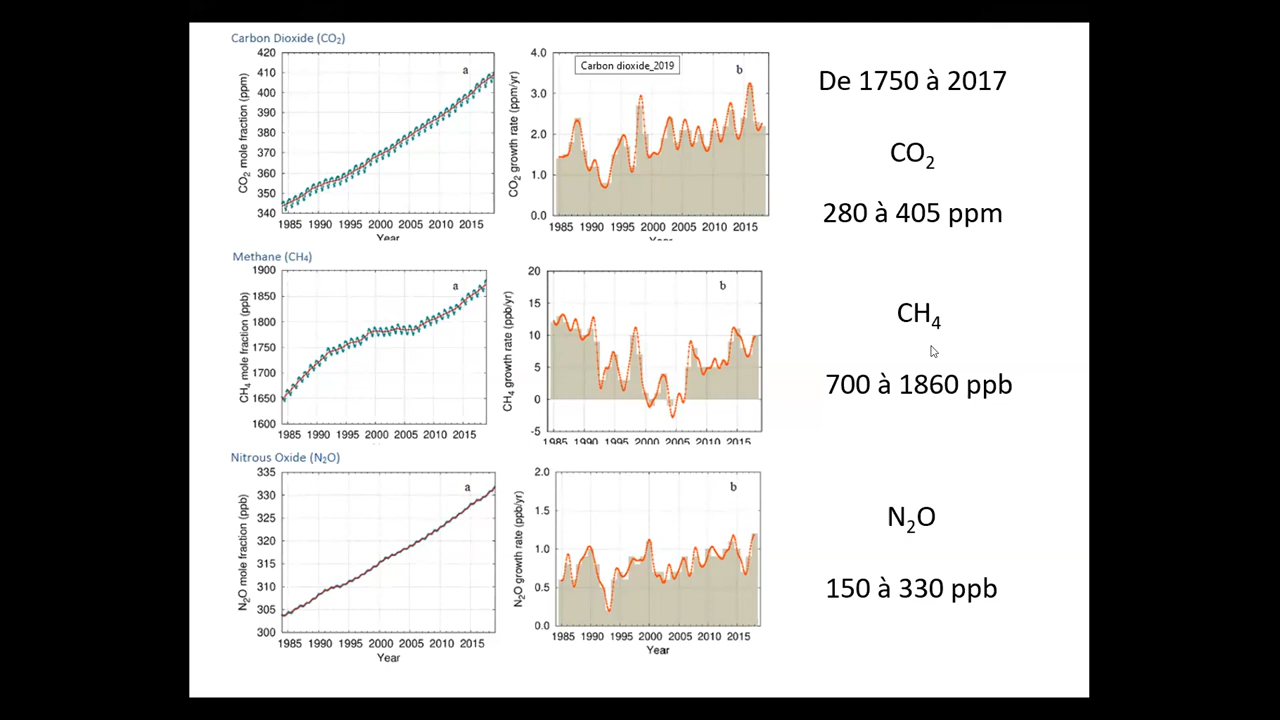 Carbon Dioxide (CO₂)
420
410
400
390
380
370
360
350
340
CO₂ mole fraction (ppm)
a
1985 1990 1995 2000 2005 2010 2015
Year
4.0
3.0
2.0
1.0
0.0
CO₂ growth rate (ppm/yr)
Carbon dioxide_2019
b
1985 1990 1995 2000 2005 2010 2015
Year
De 1750 à 2017
CO₂
280 à 405 ppm
Methane (CH₄)
1900
1850
1800
1750
1700
1650
1600
CH₄ mole fraction (ppb)
a
1985 1990 1995 2000 2005 2010 2015
20
15
10
5
0
-5
CH₄ growth rate (ppb/yr)
b
1985 1990 1995 2000 2005 2010 2015
CH₄
700 à 1860 ppb
Nitrous Oxide (N₂O)
335
330
325
320
315
310
305
300
N₂O mole fraction (ppb)
a
1985 1990 1995 2000 2005 2010 2015
Year
2.0
1.5
1.0
0.5
0.0
N₂O growth rate (ppb/yr)
b
1985 1990 1995 2000 2005 2010 2015
Year
N₂O
150 à 330 ppb